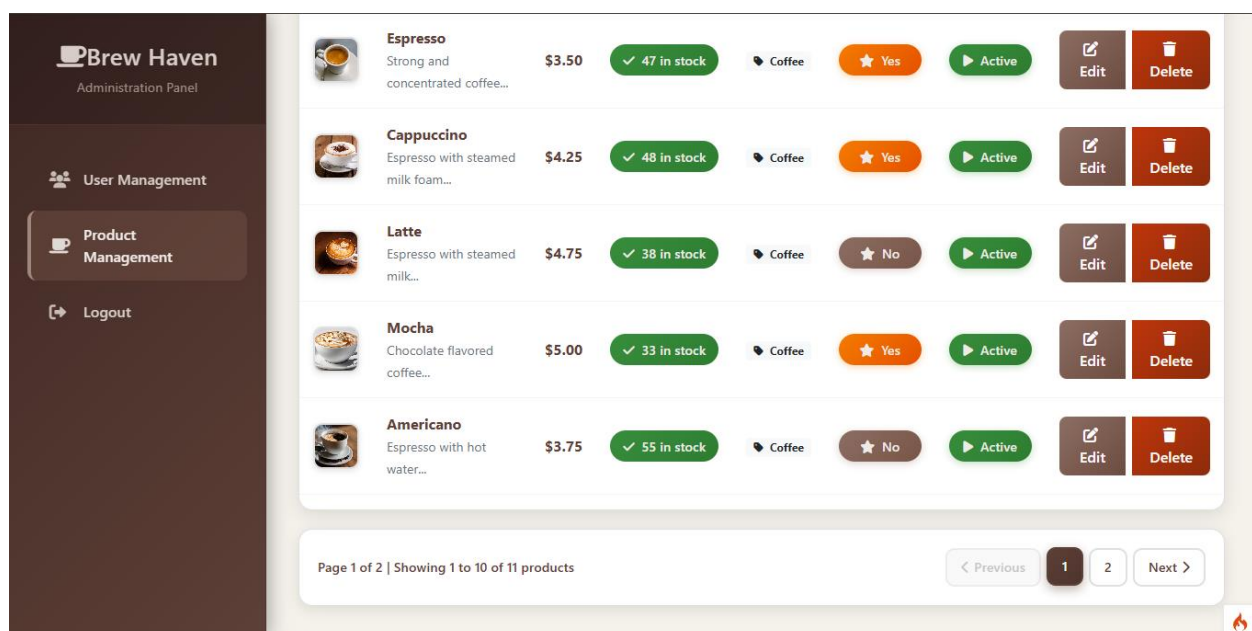 Brew Haven
Administration Panel
User Management
Product
Management
Logout
Espresso
Strong and
concentrated coffee...
$3.50
47 in stock
Coffee
Yes
Active
Edit
Delete
Cappuccino
Espresso with steamed
milk foam...
$4.25
48 in stock
Coffee
Yes
Active
Edit
Delete
Latte
Espresso with steamed
milk...
$4.75
38 in stock
Coffee
No
Active
Edit
Delete
Mocha
Chocolate flavored
coffee...
$5.00
33 in stock
Coffee
Yes
Active
Edit
Delete
Americano
Espresso with hot
water...
$3.75
55 in stock
Coffee
No
Active
Edit
Delete
Page 1 of 2 | Showing 1 to 10 of 11 products
Previous
1
2
Next